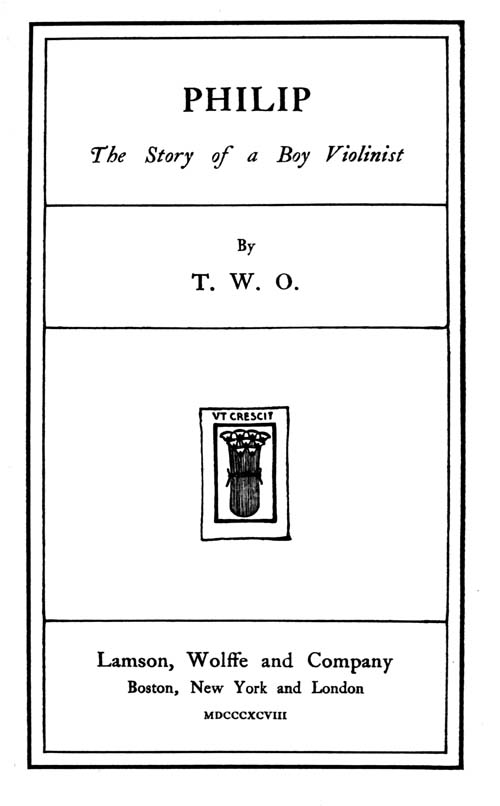 PHILIP
The Story of a Boy Violinist
By
T. W. O.
VT CRESCIT
Lamson, Wolffe and Company
Boston, New York and London
MDCCCXCVIII